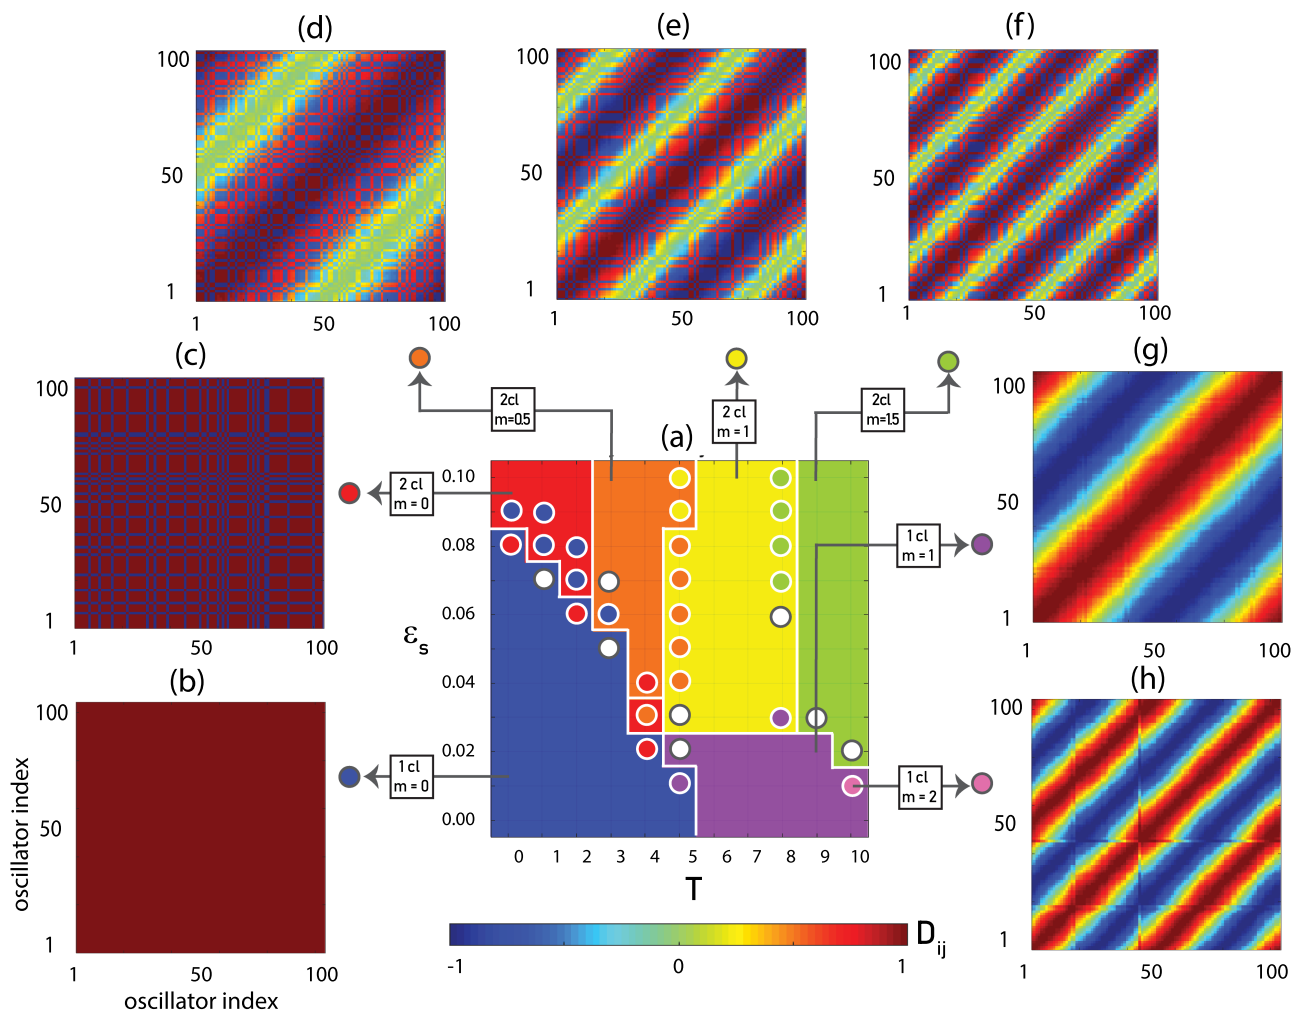 (d)
(e)
(f)
100
50
1
1
50
100
100
50
1
1
50
100
100
50
1
1
50
100
(c)
100
50
1
1
50
100
2cl
m=0.5
2 cl
m = 1
2cl
m=1.5
(g)
100
50
1
1
50
100
(a)
2 cl
m = 0
1 cl
m = 1
1 cl
m = 0
1 cl
m = 2
0.10
0.08
0.06
0.04
0.02
0.00
εs
0 1 2 3 4 5 6 7 8 9 10
T
(b)
100
50
1
1
50
100
oscillator index
oscillator index
(h)
100
50
1
1
50
100
-1
0
1
Dij